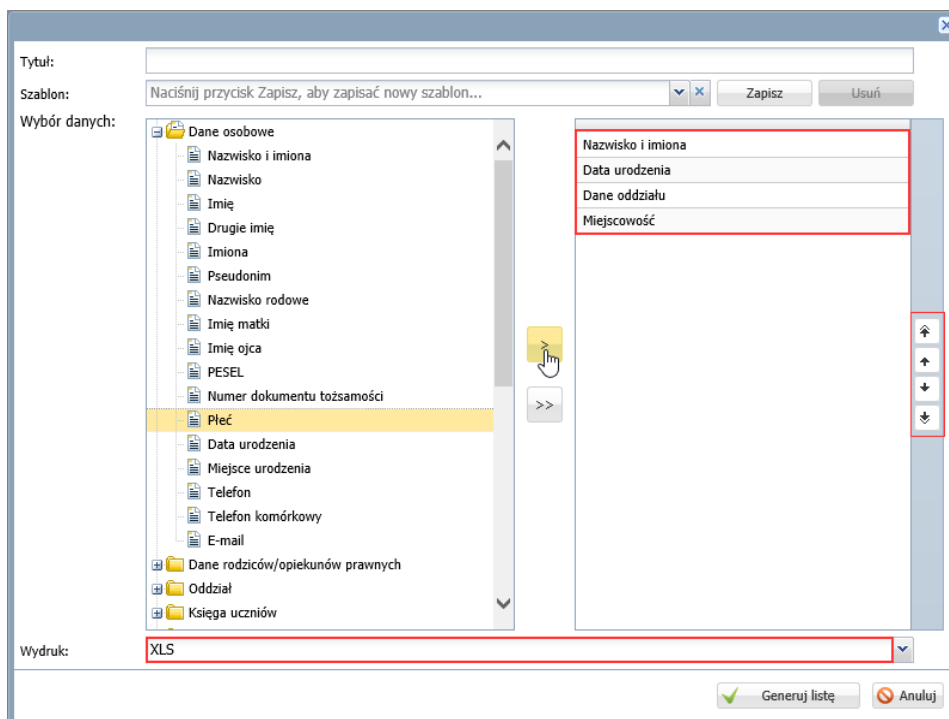 Tytuł:
Szablon: Naciśnij przycisk Zapisz, aby zapisać nowy szablon... Zapisz Usuń
Wybór danych:
Dane osobowe
Nazwisko i imiona
Nazwisko
Imię
Drugie imię
Imiona
Pseudonim
Nazwisko rodowe
Imię matki
Imię ojca
PESEL
Numer dokumentu tożsamości
Płeć
Data urodzenia
Miejsce urodzenia
Telefon
Telefon komórkowy
E-mail
Dane rodziców/opiekunów prawnych
Oddział
Księga uczniów
>
>>
Nazwisko i imiona
Data urodzenia
Dane oddziału
Miejscowość
Wydruk: XLS
Generuj listę Anuluj